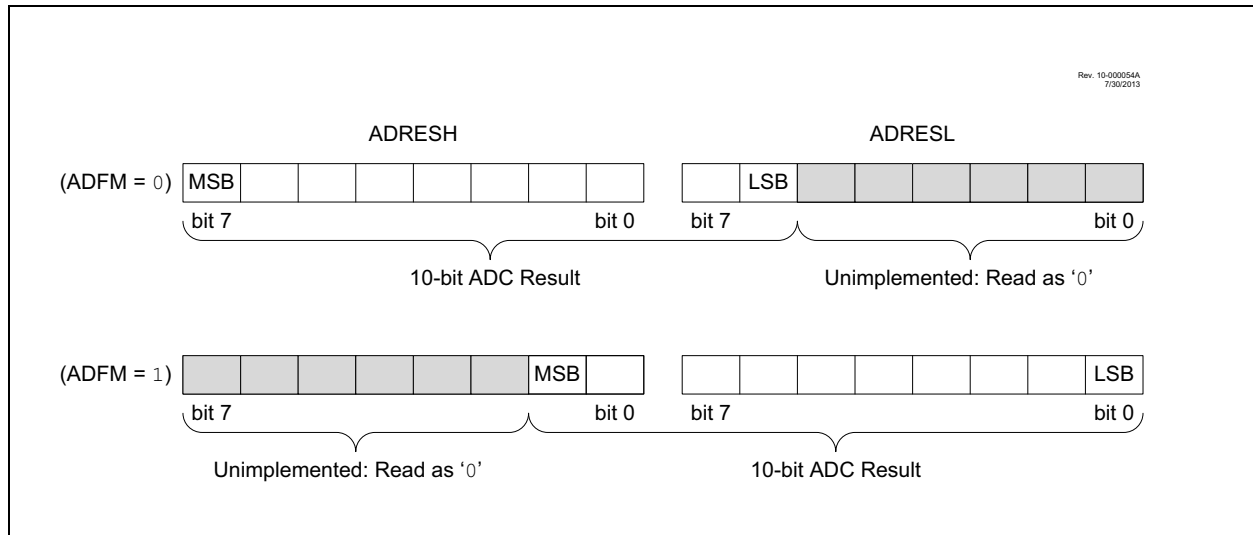 Rev. 10-000054A
7/30/2013
ADRESH ADRESL
(ADFM = 0) MSB LSB
bit 7 bit 0 bit 7 bit 0
10-bit ADC Result Unimplemented: Read as ‘0’
(ADFM = 1) MSB LSB
bit 7 bit 0 bit 7 bit 0
Unimplemented: Read as ‘0’ 10-bit ADC Result